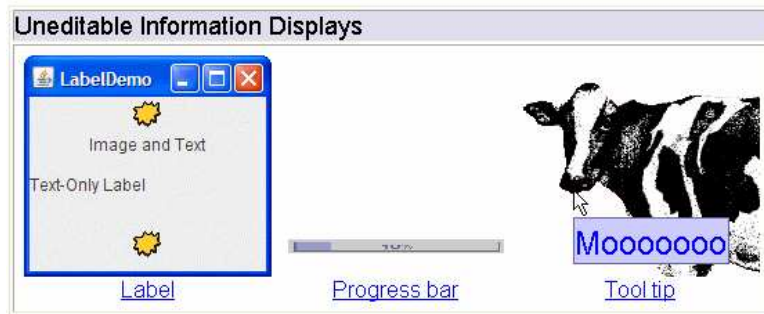 Uneditable Information Displays
LabelDemo
Image and Text
Text-Only Label
Mooooooo
Label
Progress bar
Tool tip